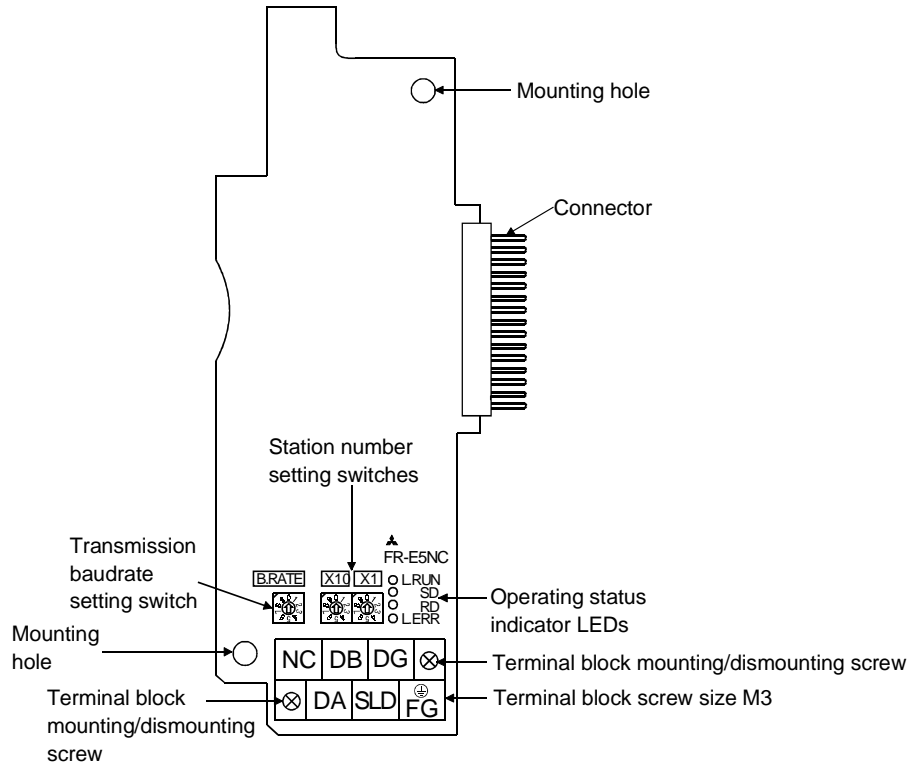 Mounting hole
Connector
Station number
setting switches
Transmission
baudrate
setting switch
FR-E5NC
B.RATE
X10
X1
L.RUN
SD
RD
L.ERR
Operating status
indicator LEDs
Mounting
hole
NC
DB
DG
Terminal block mounting/dismounting screw
DA
SLD
FG
Terminal block screw size M3
Terminal block
mounting/dismounting
screw